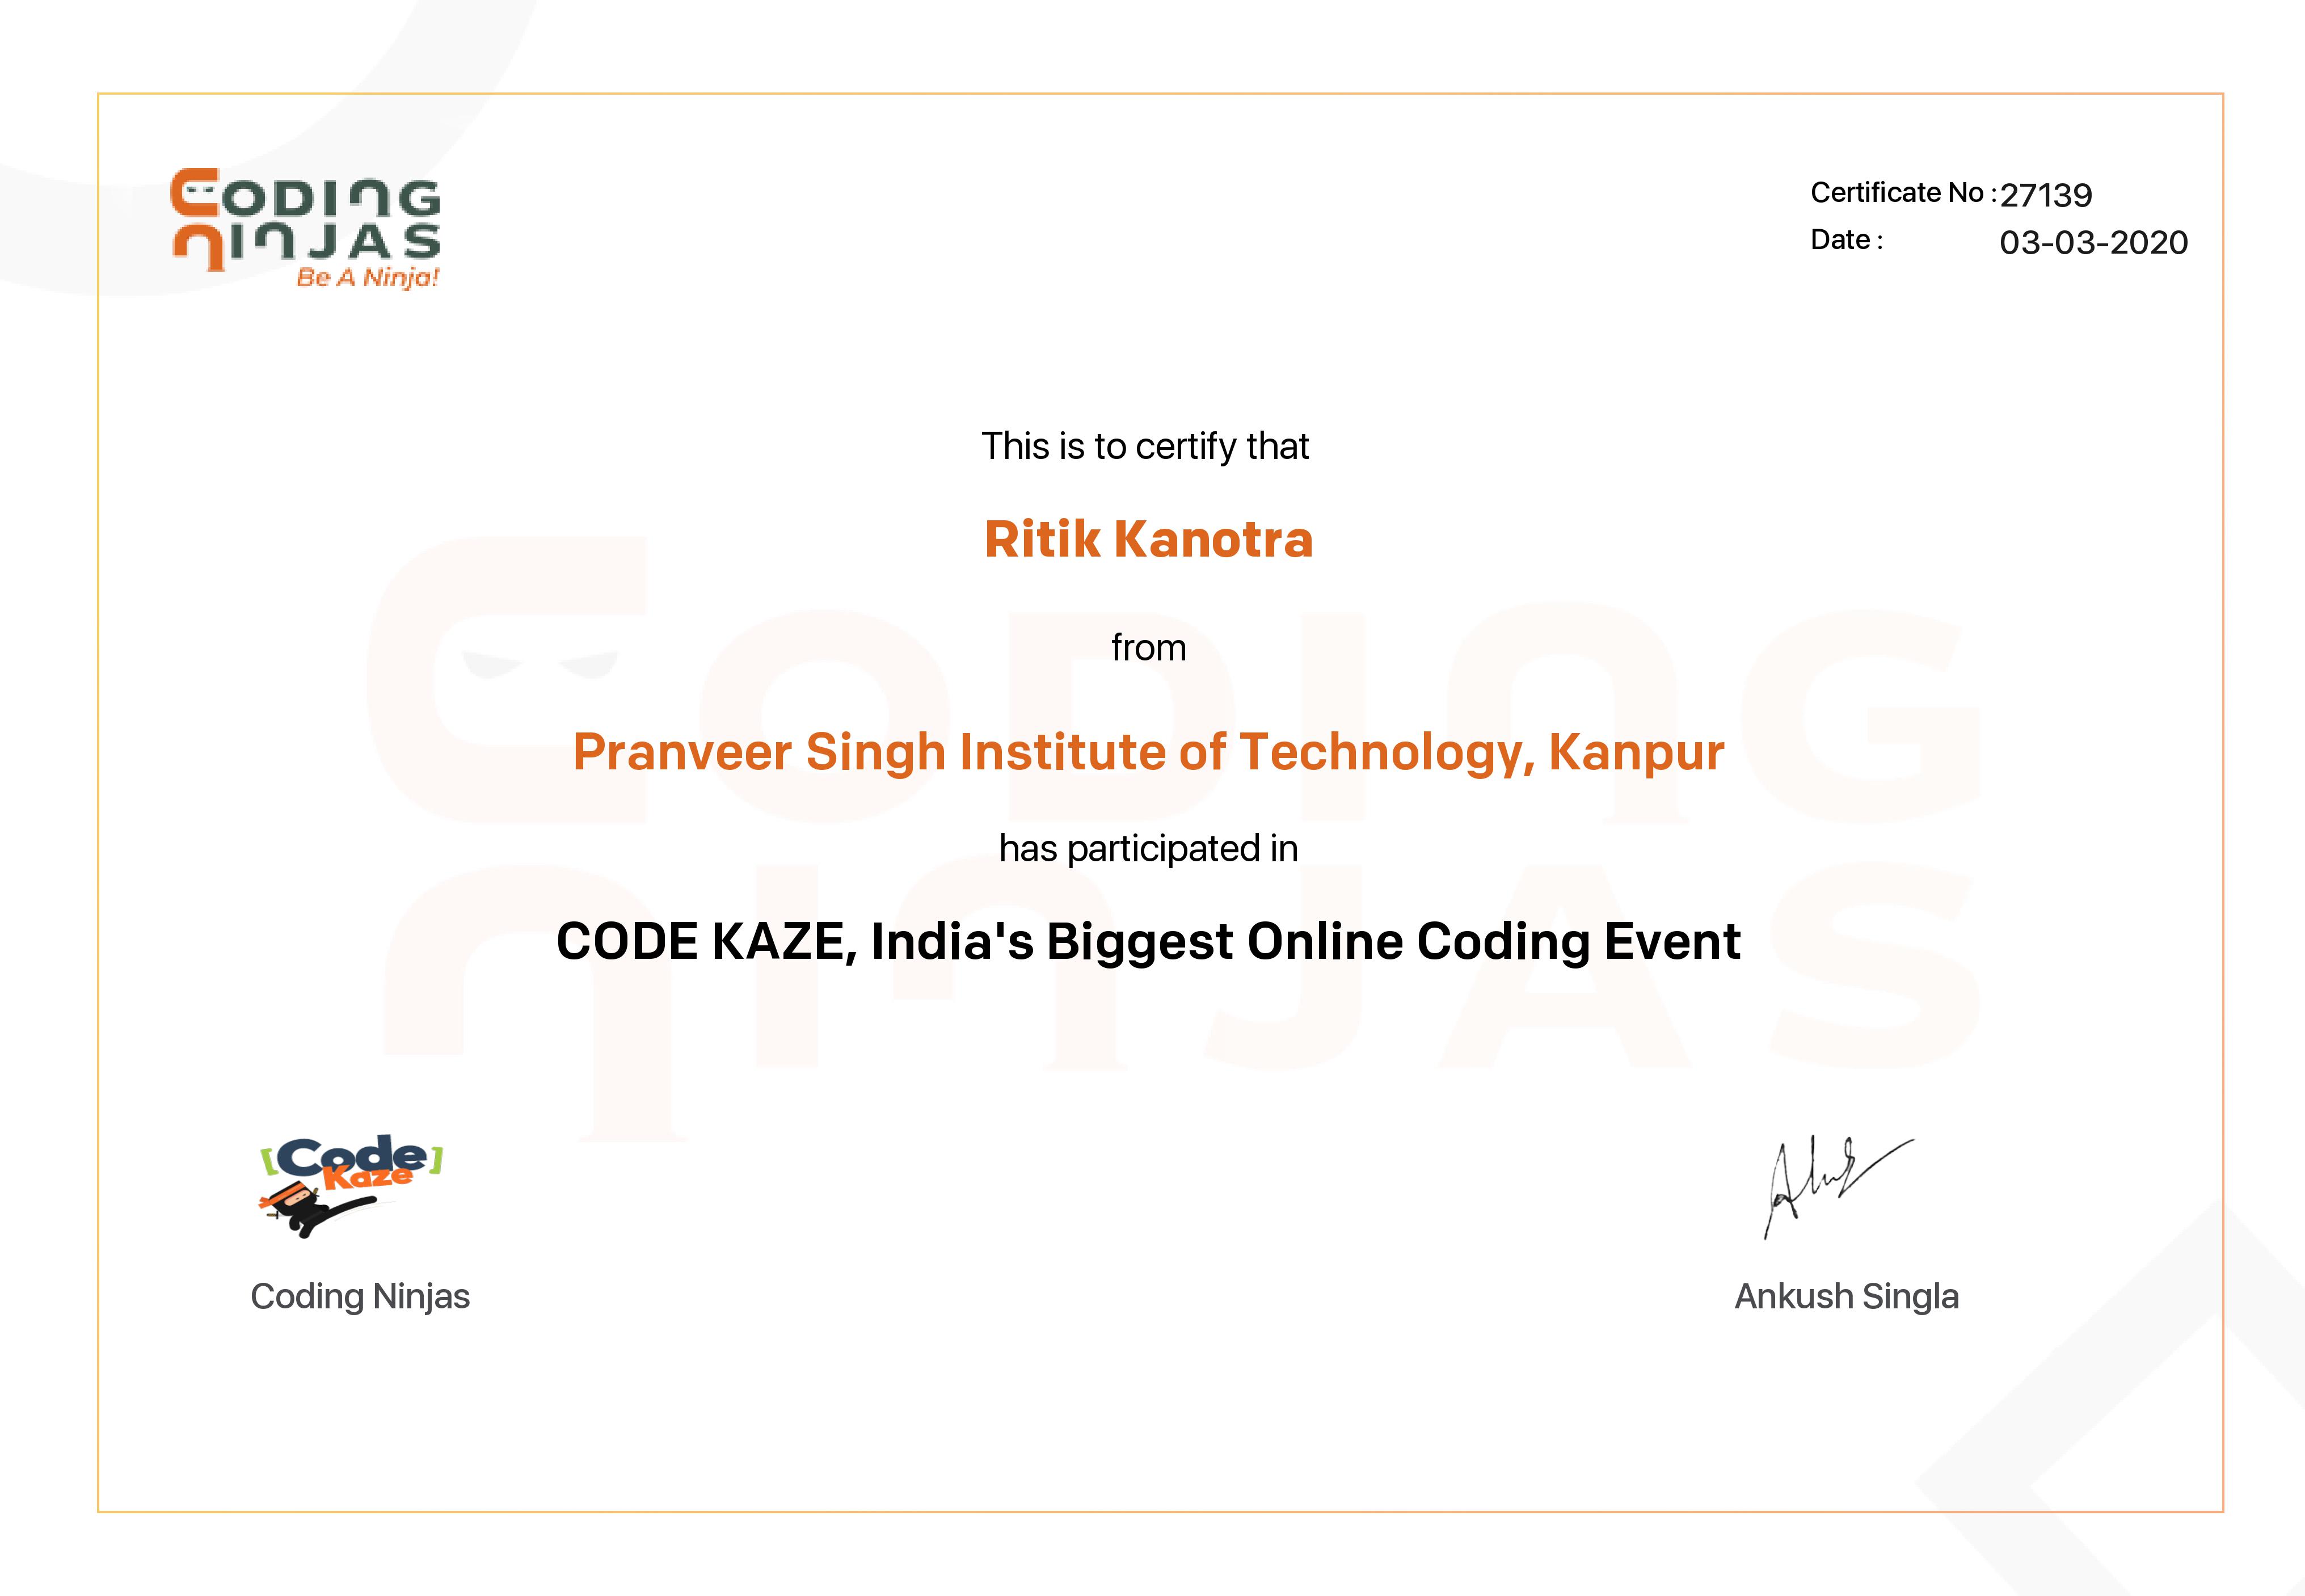 CODING
NINJAS
Be A Ninja!
Certificate No : 27139
Date : 03-03-2020
This is to certify that
Ritik Kanotra
from
Pranveer Singh Institute of Technology, Kanpur
has participated in
CODE KAZE, India's Biggest Online Coding Event
CODING
NINJAS
[Code]
Kaze
Coding Ninjas
Ankush Singla